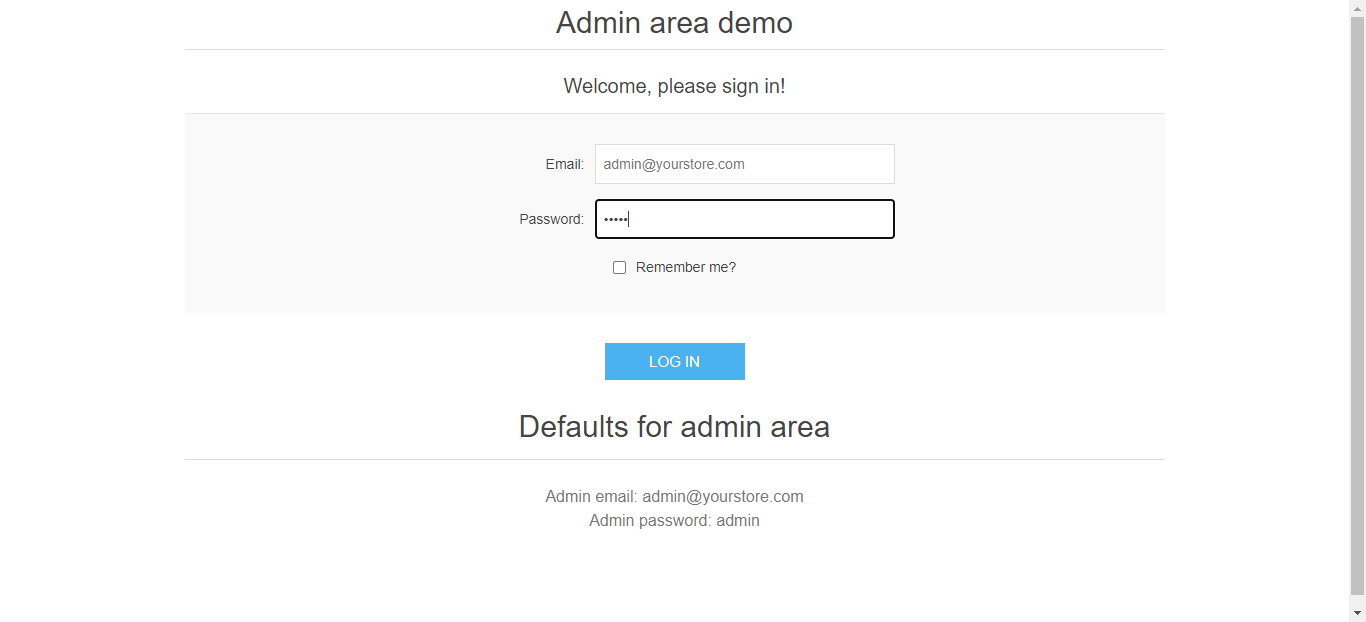 Admin area demo
Welcome, please sign in!
Email: admin@yourstore.com
Password: •••••
Remember me?
LOG IN
Defaults for admin area
Admin email: admin@yourstore.com
Admin password: admin